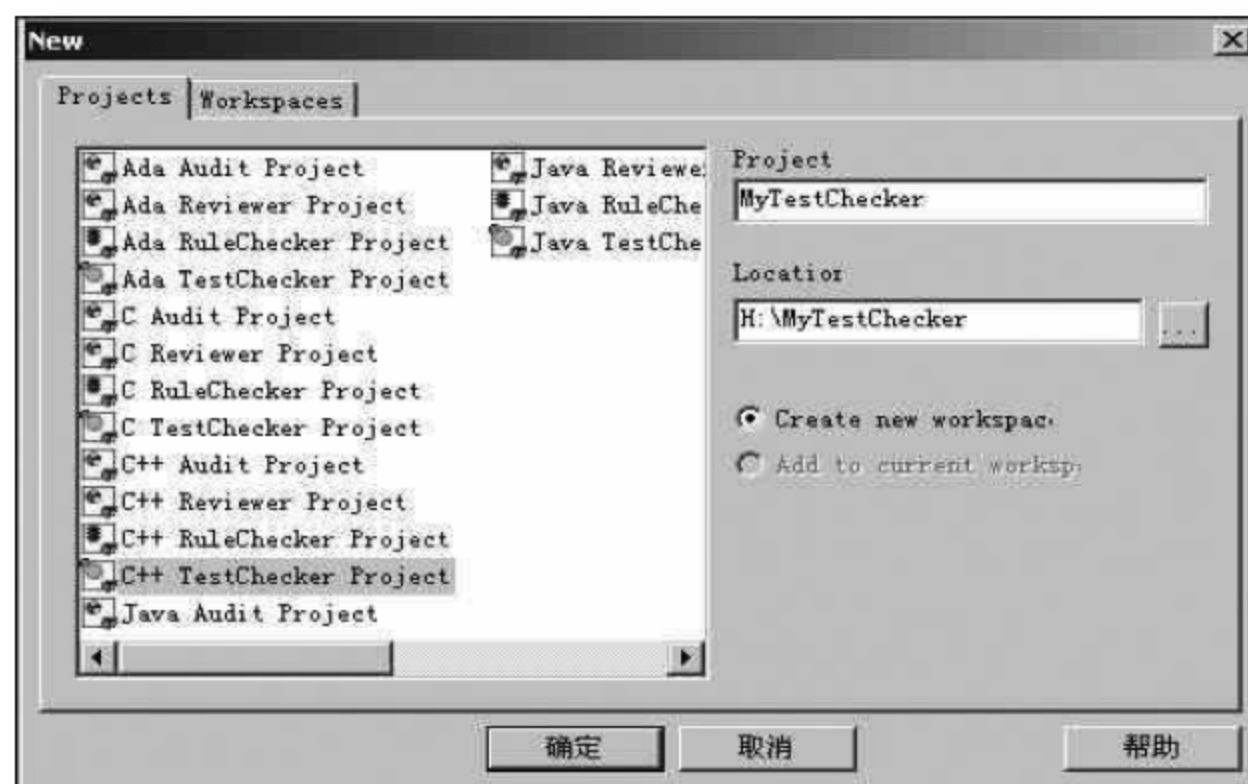 New
Projects
Workspaces
Ada Audit Project
Ada Reviewer Project
Ada RuleChecker Project
Ada TestChecker Project
C Audit Project
C Reviewer Project
C RuleChecker Project
C TestChecker Project
C++ Audit Project
C++ Reviewer Project
C++ RuleChecker Project
C++ TestChecker Project
Java Audit Project
Java Reviewe
Java RuleChe
Java TestChe
Project
MyTestChecker
Locatior
H:\MyTestChecker
...
Create new workspac
Add to current worksp
确定
取消
帮助